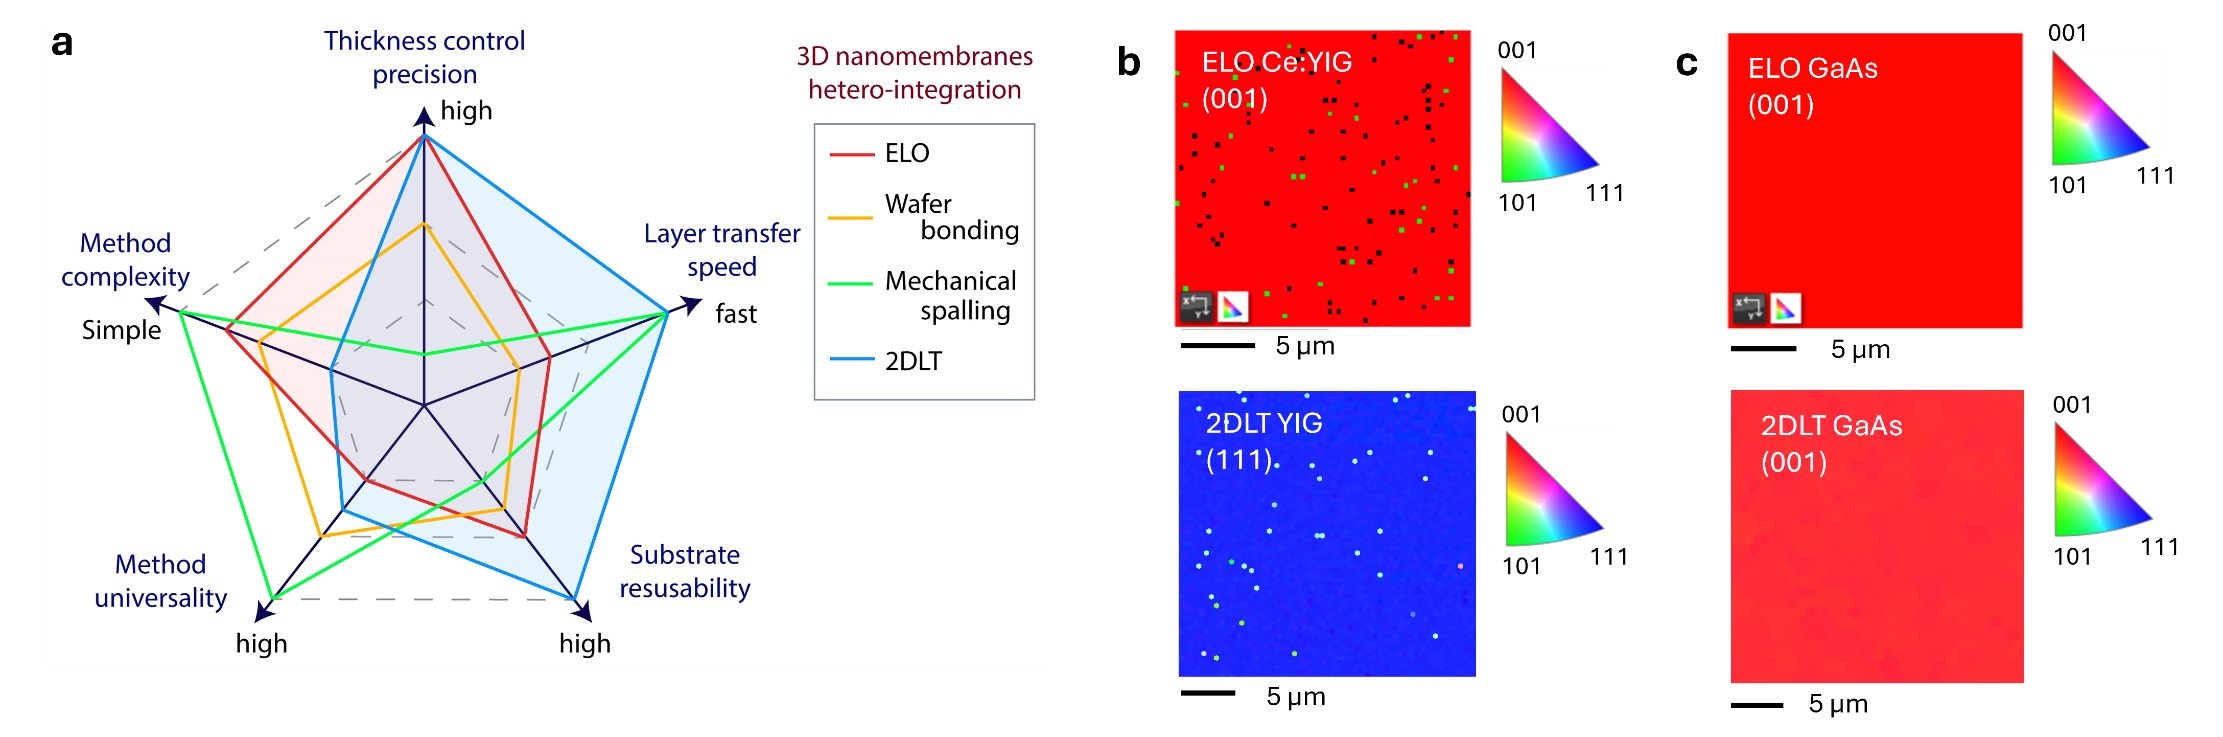 a
Thickness control
precision
high
Layer transfer
speed
fast
Method
complexity
Simple
Method
universality
high
Substrate
resusability
high
3D nanomembranes
hetero-integration
ELO
Wafer
bonding
Mechanical
spalling
2DLT
b
ELO Ce:YIG
(001)
X
Y
5 µm
001
101
111
2DLT YIG
(111)
5 µm
001
101
111
c
ELO GaAs
(001)
X
Y
5 µm
001
101
111
2DLT GaAs
(001)
5 µm
001
101
111